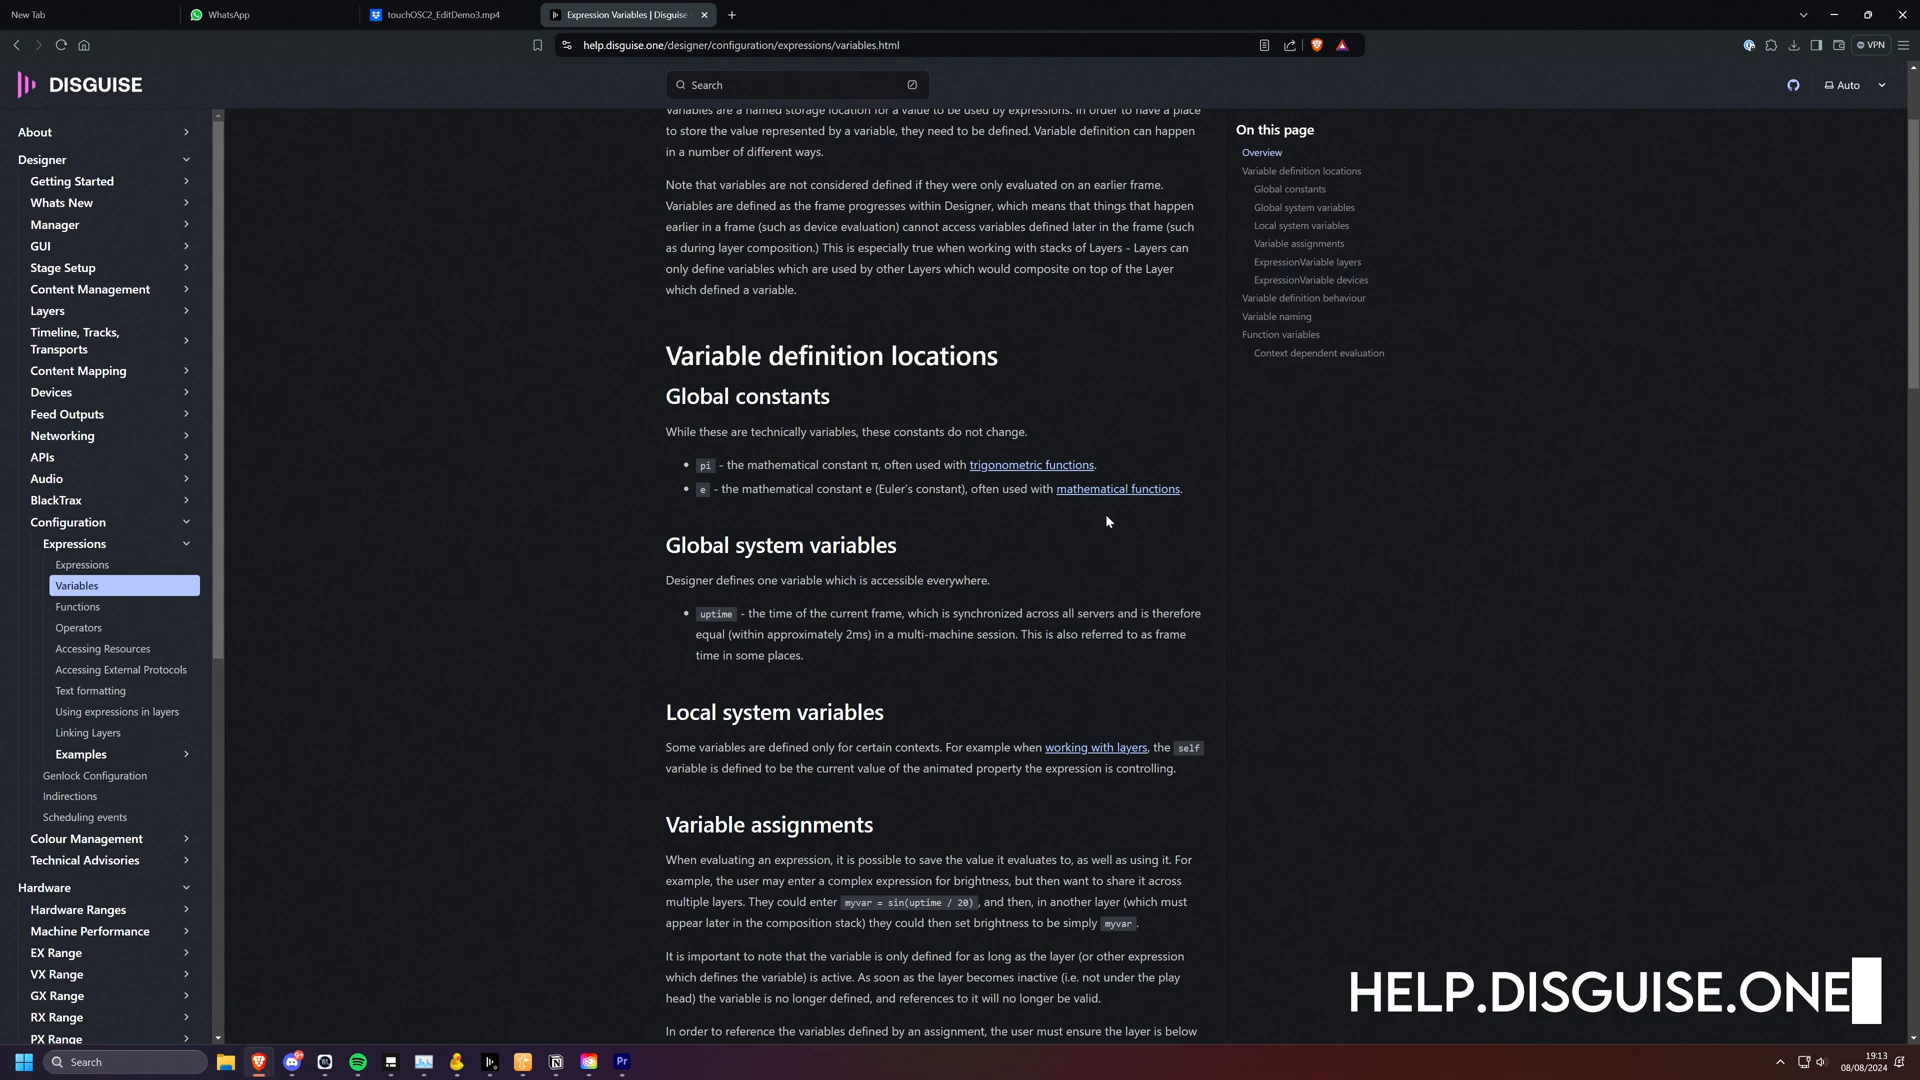 New Tab
WhatsApp
touchOSC2_EditDemo3.mp4
Expression Variables | Disguise
help.disguise.one/designer/configuration/expressions/variables.html
VPN
DISGUISE
Search
Auto
About
Designer
Getting Started
Whats New
Manager
GUI
Stage Setup
Content Management
Layers
Timeline, Tracks,
Transports
Content Mapping
Devices
Feed Outputs
Networking
APIs
Audio
BlackTrax
Configuration
Expressions
Expressions
Variables
Functions
Operators
Accessing Resources
Accessing External Protocols
Text formatting
Using expressions in layers
Linking Layers
Examples
Genlock Configuration
Indirections
Scheduling events
Colour Management
Technical Advisories
Hardware
Hardware Ranges
Machine Performance
EX Range
VX Range
GX Range
RX Range
PX Range
Variables are a named storage location for a value to be used by expressions. In order to have a place
to store the value represented by a variable, they need to be defined. Variable definition can happen
in a number of different ways.
Note that variables are not considered defined if they were only evaluated on an earlier frame.
Variables are defined as the frame progresses within Designer, which means that things that happen
earlier in a frame (such as device evaluation) cannot access variables defined later in the frame (such
as during layer composition.) This is especially true when working with stacks of Layers - Layers can
only define variables which are used by other Layers which would composite on top of the Layer
which defined a variable.
Variable definition locations
Global constants
While these are technically variables, these constants do not change.
• pi - the mathematical constant π, often used with trigonometric functions.
• e - the mathematical constant e (Euler's constant), often used with mathematical functions.
Global system variables
Designer defines one variable which is accessible everywhere.
• uptime - the time of the current frame, which is synchronized across all servers and is therefore
equal (within approximately 2ms) in a multi-machine session. This is also referred to as frame
time in some places.
Local system variables
Some variables are defined only for certain contexts. For example when working with layers, the self
variable is defined to be the current value of the animated property the expression is controlling.
Variable assignments
When evaluating an expression, it is possible to save the value it evaluates to, as well as using it. For
example, the user may enter a complex expression for brightness, but then want to share it across
multiple layers. They could enter myvar = sin(uptime / 20), and then, in another layer (which must
appear later in the composition stack) they could then set brightness to be simply myvar.
It is important to note that the variable is only defined for as long as the layer (or other expression
which defines the variable) is active. As soon as the layer becomes inactive (i.e. not under the play
head) the variable is no longer defined, and references to it will no longer be valid.
In order to reference the variables defined by an assignment, the user must ensure the layer is below
On this page
Overview
Variable definition locations
Global constants
Global system variables
Local system variables
Variable assignments
ExpressionVariable layers
ExpressionVariable devices
Variable definition behaviour
Variable naming
Function variables
Context dependent evaluation
HELP.DISGUISE.ONE
Search
9+
Pr
19:13
08/08/2024